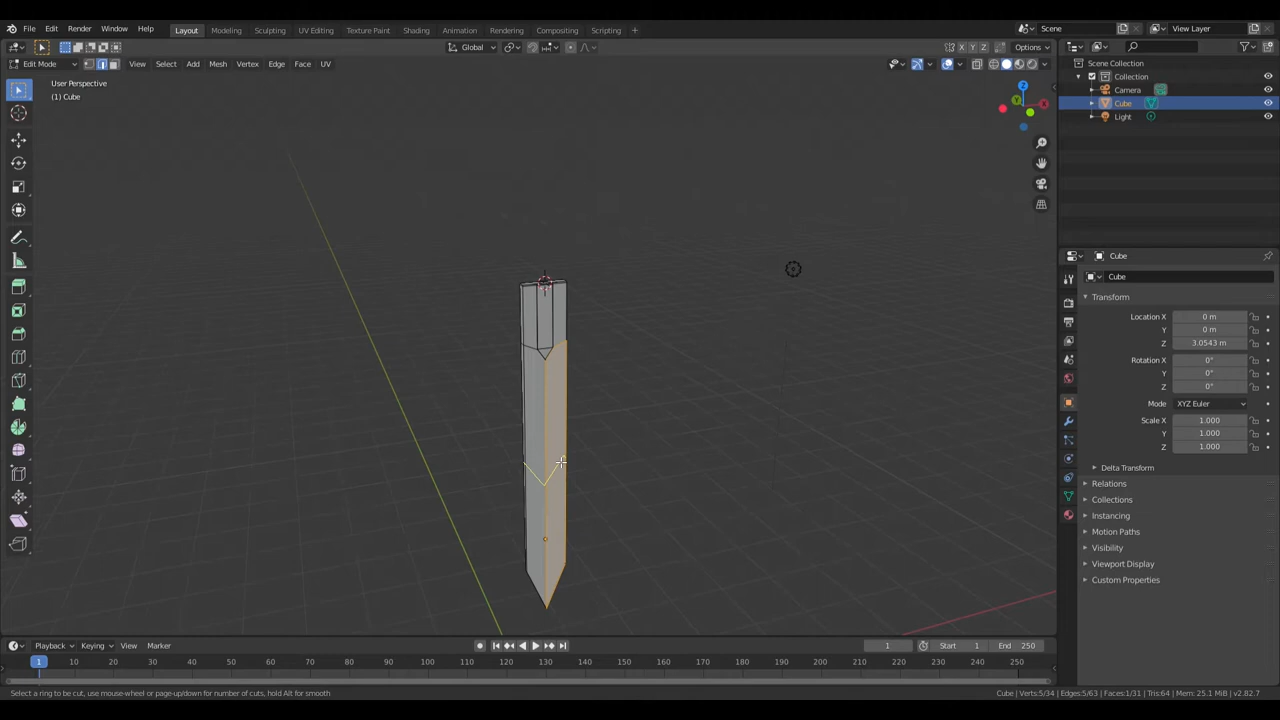 File Edit Render Window Help Layout Modeling Sculpting UV Editing Texture Paint Shading Animation Rendering Compositing Scripting + Scene View Layer
Global X Y Z Options
Edit Mode View Select Add Mesh Vertex Edge Face UV
User Perspective
(1) Cube
Scene Collection
Collection
Camera
Cube
Light
Cube
Cube
Transform
Location X 0 m
Y 0 m
Z 3.0543 m
Rotation X 0°
Y 0°
Z 0°
Mode XYZ Euler
Scale X 1.000
Y 1.000
Z 1.000
Delta Transform
Relations
Collections
Instancing
Motion Paths
Visibility
Viewport Display
Custom Properties
Playback Keying View Marker 1 Start 1 End 250
1 10 20 30 40 50 60 70 80 90 100 110 120 130 140 150 160 170 180 190 200 210 220 230 240 250
Select a ring to be cut, use mouse-wheel or page-up/down for number of cuts, hold Alt for smooth Cube | Verts:5/34 | Edges:5/63 | Faces:1/31 | Tris:64 | Mem: 25.1 MiB | v2.82.7